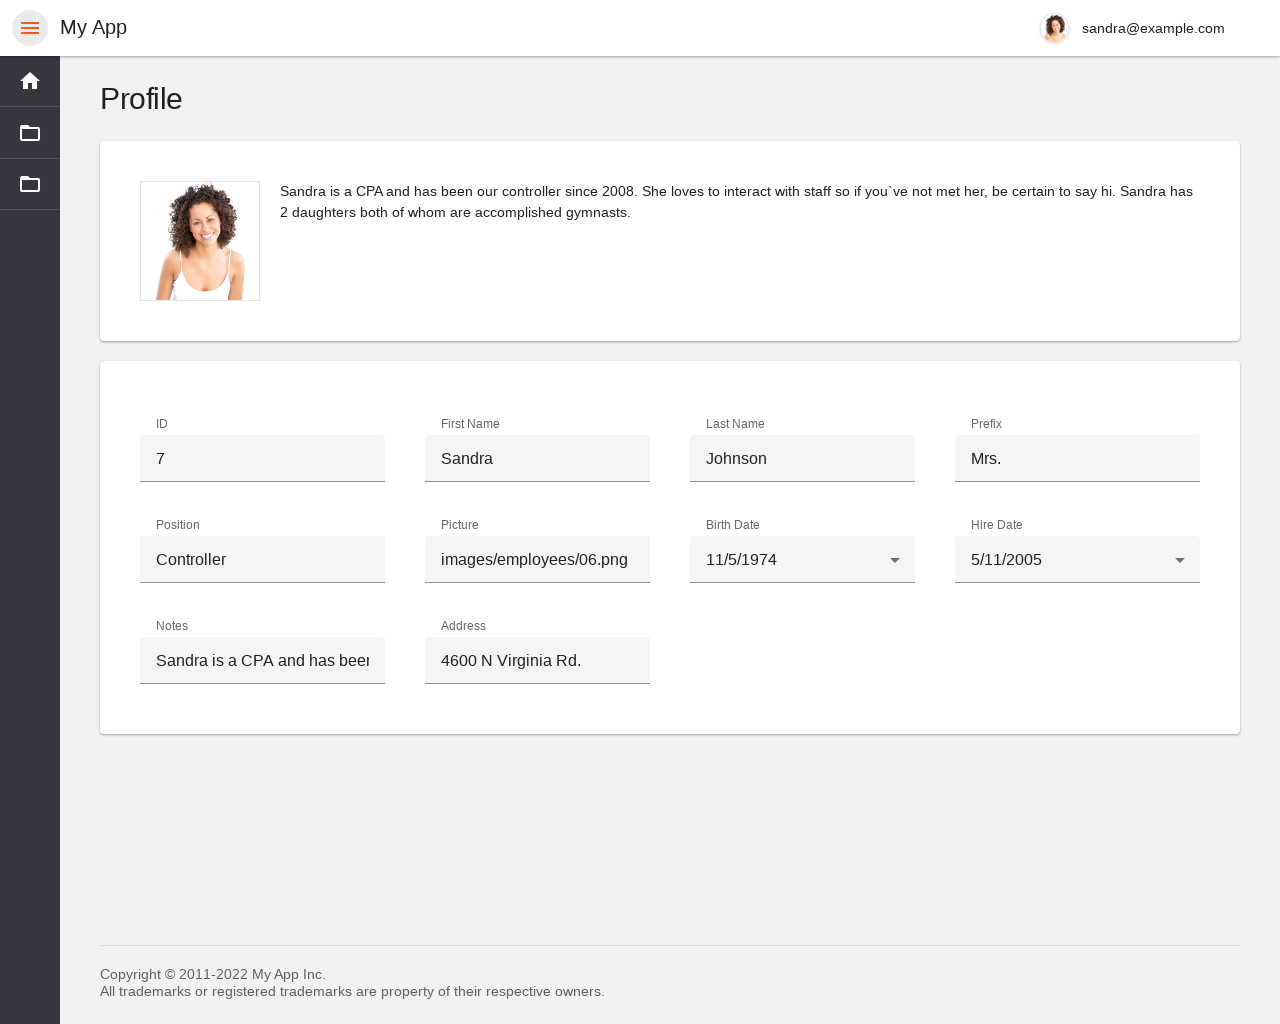 My App
sandra@example.com
Profile
Sandra is a CPA and has been our controller since 2008. She loves to interact with staff so if you`ve not met her, be certain to say hi. Sandra has
2 daughters both of whom are accomplished gymnasts.
ID
First Name
Last Name
Prefix
7
Sandra
Johnson
Mrs.
Position
Picture
Birth Date
Hire Date
Controller
images/employees/06.png
11/5/1974
5/11/2005
Notes
Address
Sandra is a CPA and has been
4600 N Virginia Rd.
Copyright © 2011-2022 My App Inc.
All trademarks or registered trademarks are property of their respective owners.